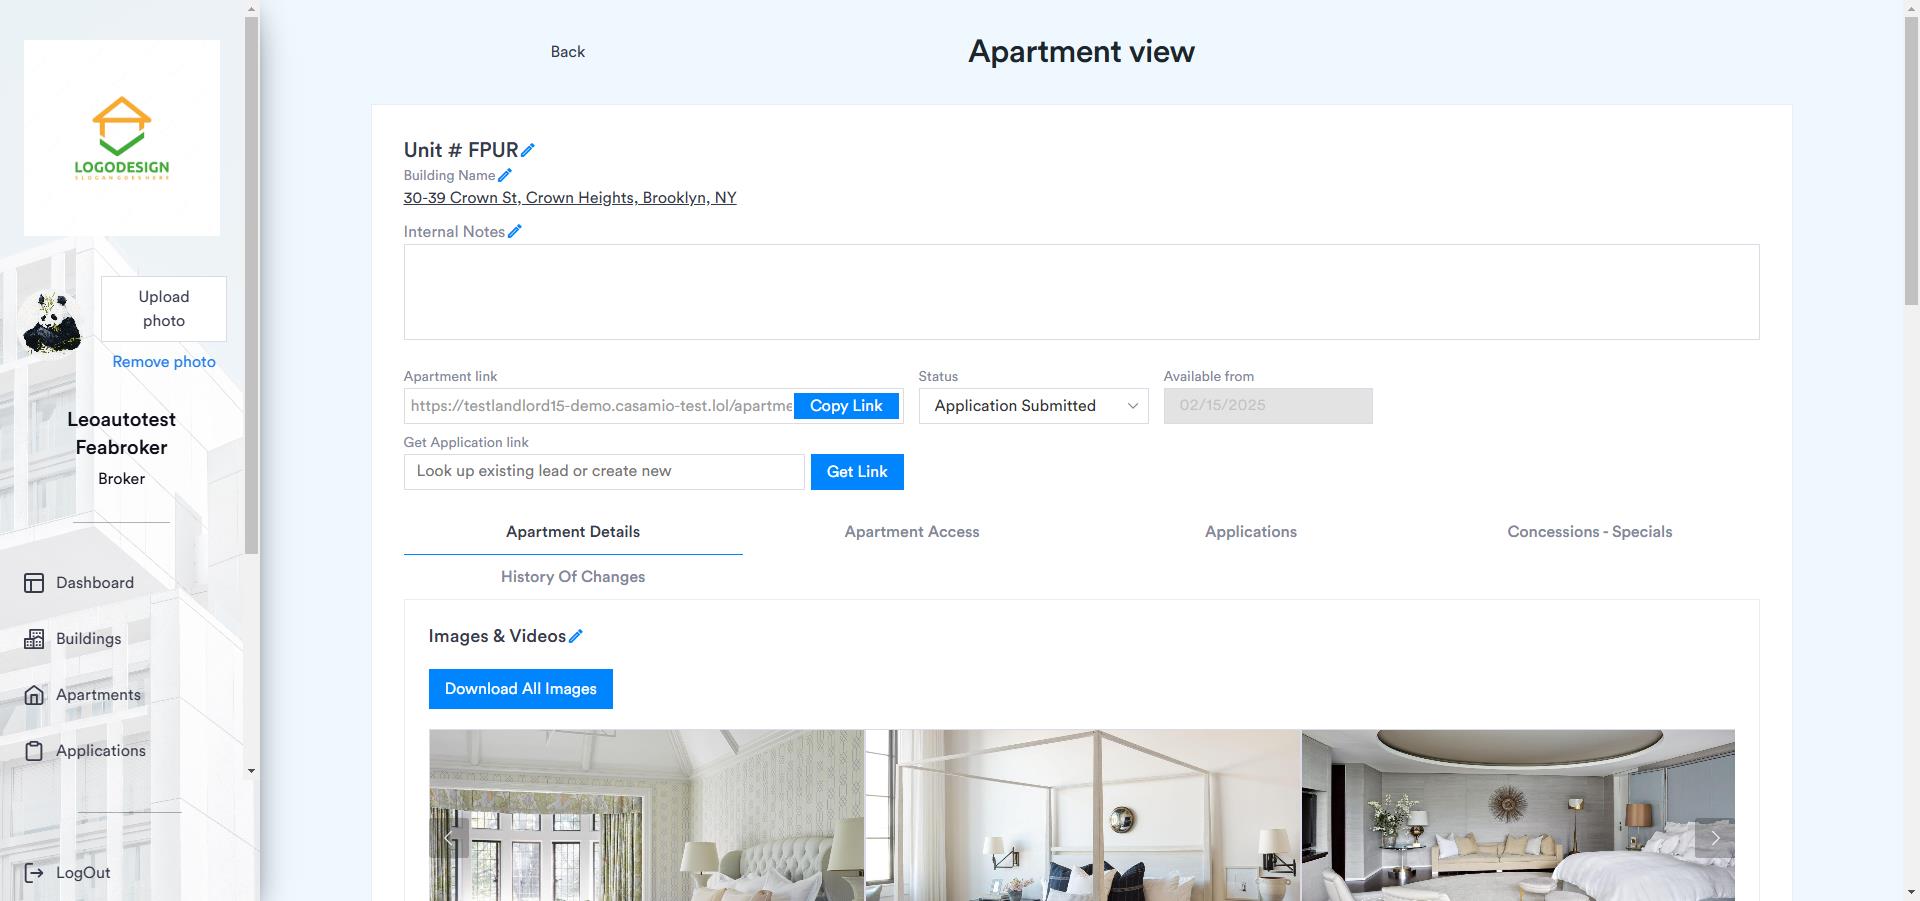 LOGODESIGN
SLOGAN GOES HERE
Upload
photo
Remove photo
Leoautotest
Feabroker
Broker
Dashboard
Buildings
Apartments
Applications
LogOut
Back
Apartment view
Unit # FPUR
Building Name
30-39 Crown St, Crown Heights, Brooklyn, NY
Internal Notes
Apartment link
https://testlandlord15-demo.casamio-test.lol/apartme
Copy Link
Status
Application Submitted
Available from
02/15/2025
Get Application link
Look up existing lead or create new
Get Link
Apartment Details
Apartment Access
Applications
Concessions - Specials
History Of Changes
Images & Videos
Download All Images